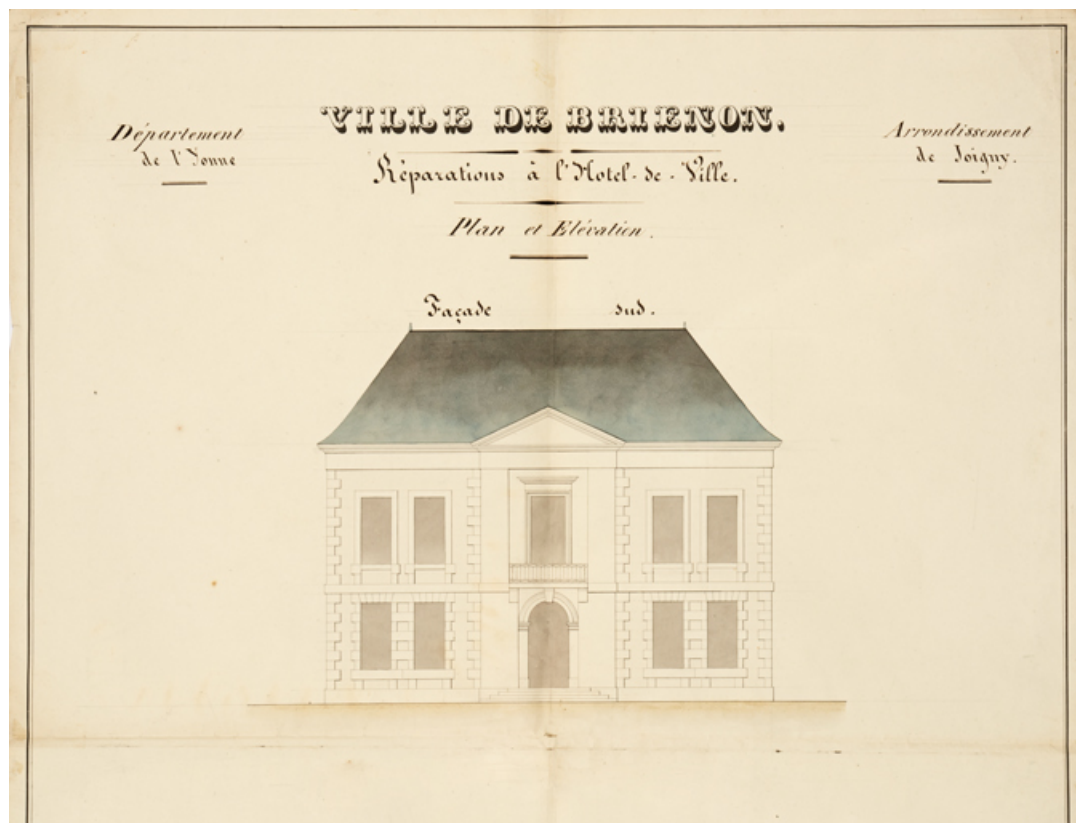 VILLE DE BRIENON.
Département
de l'Yonne
Arrondissement
de Joigny.
Réparations à l'Hotel-de-Ville.
Plan et Elévation.
Façade sud.